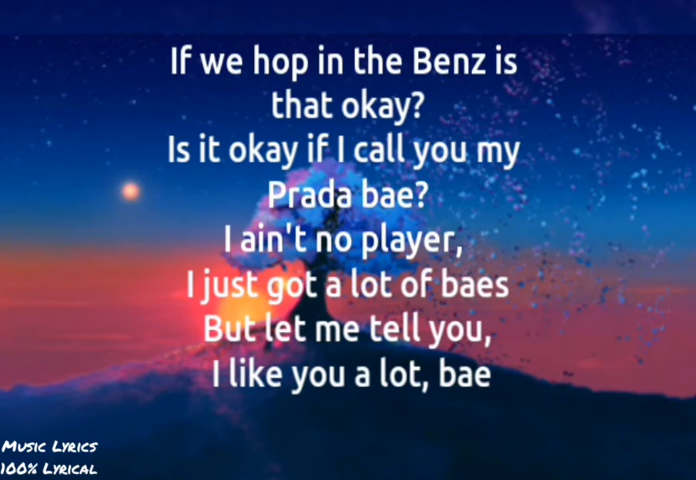 If we hop in the Benz is
that okay?
Is it okay if I call you my
Prada bae?
I ain't no player,
I just got a lot of baes
But let me tell you,
I like you a lot, bae
Music Lyrics
100% Lyrical